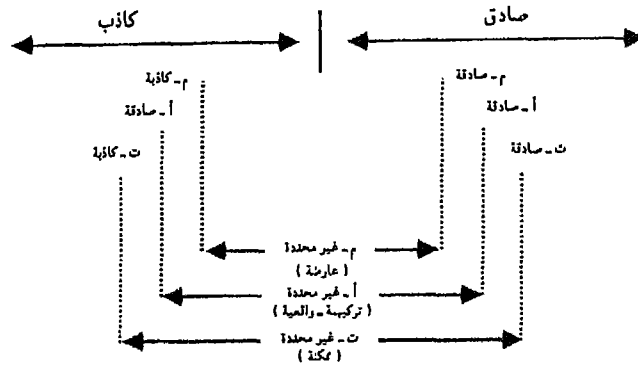 صادق كاذب
م-صادقة م-كاذبة
أ-صادقة أ-صادقة
ت-صادقة ت-كاذبة
م-غير محددة
(عارضة)
أ-غير محددة
(تركيبية-واقعية)
ت-غير محددة
(ممكنة)